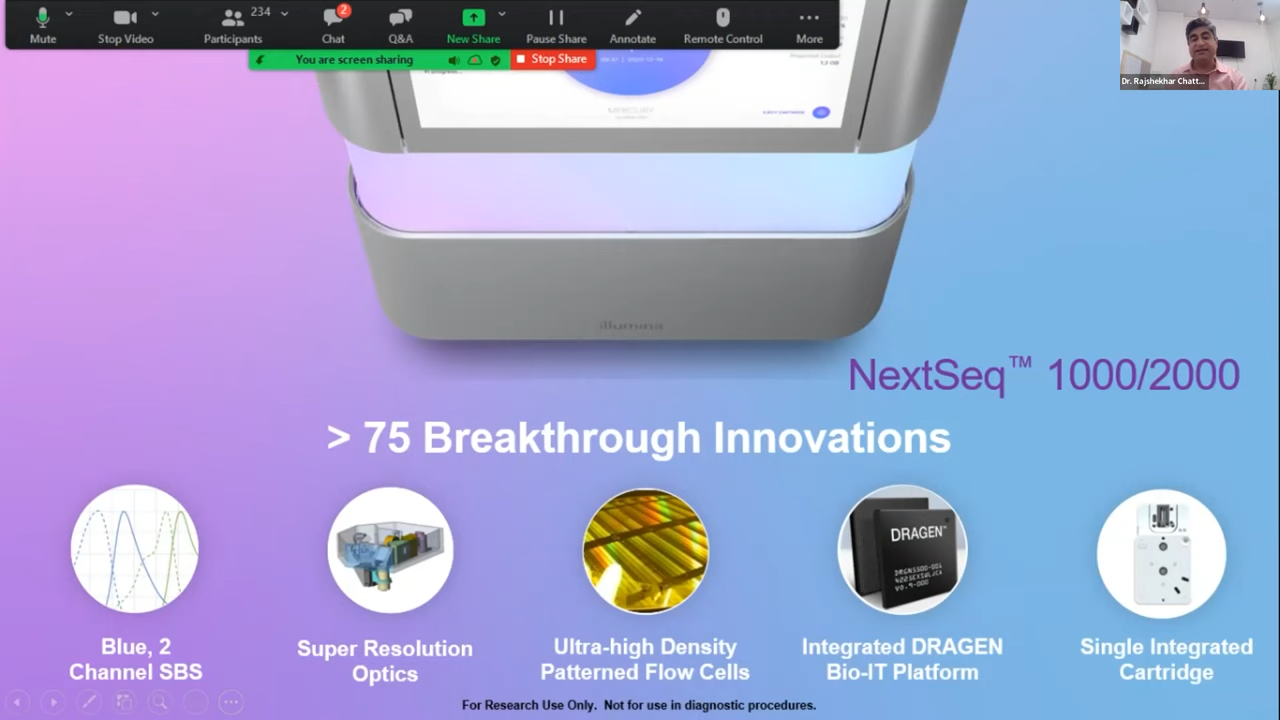 234
2
Mute
Stop Video
Participants
Chat
Q&A
New Share
Pause Share
Annotate
Remote Control
More
You are screen sharing
Stop Share
Dr. Rajshekhar Chatt...
illumina
NextSeq™ 1000/2000
> 75 Breakthrough Innovations
DRAGEN™
Blue, 2
Channel SBS
Super Resolution
Optics
Ultra-high Density
Patterned Flow Cells
Integrated DRAGEN
Bio-IT Platform
Single Integrated
Cartridge
For Research Use Only. Not for use in diagnostic procedures.